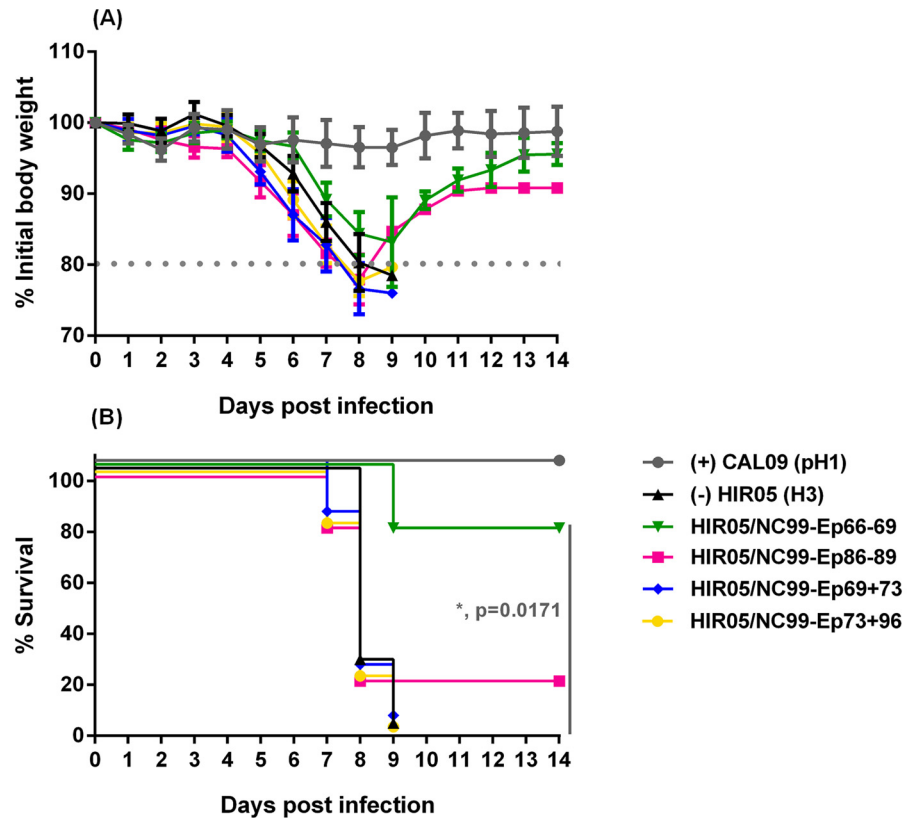 (A)
110
100
90
80
70
% Initial body weight
0 1 2 3 4 5 6 7 8 9 10 11 12 13 14
Days post infection
(B)
100
80
60
40
20
0
% Survival
*, p=0.0171
0 1 2 3 4 5 6 7 8 9 10 11 12 13 14
Days post infection
(+) CAL09 (pH1)
(-) HIR05 (H3)
HIR05/NC99-Ep66-69
HIR05/NC99-Ep86-89
HIR05/NC99-Ep69+73
HIR05/NC99-Ep73+96